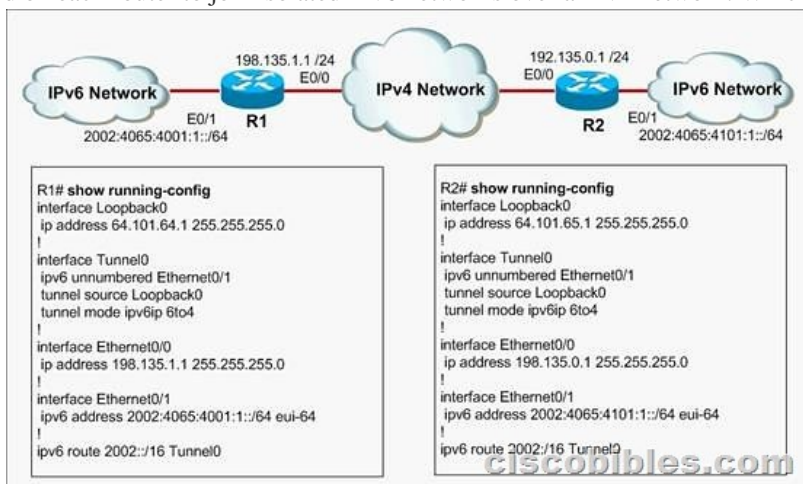 198.135.1.1 /24
192.135.0.1 /24
E0/0
E0/0
IPv6 Network
IPv4 Network
IPv6 Network
E0/1
R1
R2
E0/1
2002:4065:4001:1::/64
2002:4065:4101:1::/64
R1# show running-config
interface Loopback0
ip address 64.101.64.1 255.255.255.0
!
interface Tunnel0
ipv6 unnumbered Ethernet0/1
tunnel source Loopback0
tunnel mode ipv6ip 6to4
!
interface Ethernet0/0
ip address 198.135.1.1 255.255.255.0
!
interface Ethernet0/1
ipv6 address 2002:4065:4001:1::/64 eui-64
!
ipv6 route 2002::/16 Tunnel0
R2# show running-config
interface Loopback0
ip address 64.101.65.1 255.255.255.0
!
interface Tunnel0
ipv6 unnumbered Ethernet0/1
tunnel source Loopback0
tunnel mode ipv6ip 6to4
!
interface Ethernet0/0
ip address 198.135.0.1 255.255.255.0
!
interface Ethernet0/1
ipv6 address 2002:4065:4101:1::/64 eui-64
!
ipv6 route 2002:/16 Tunnel0
ciscobibles.com